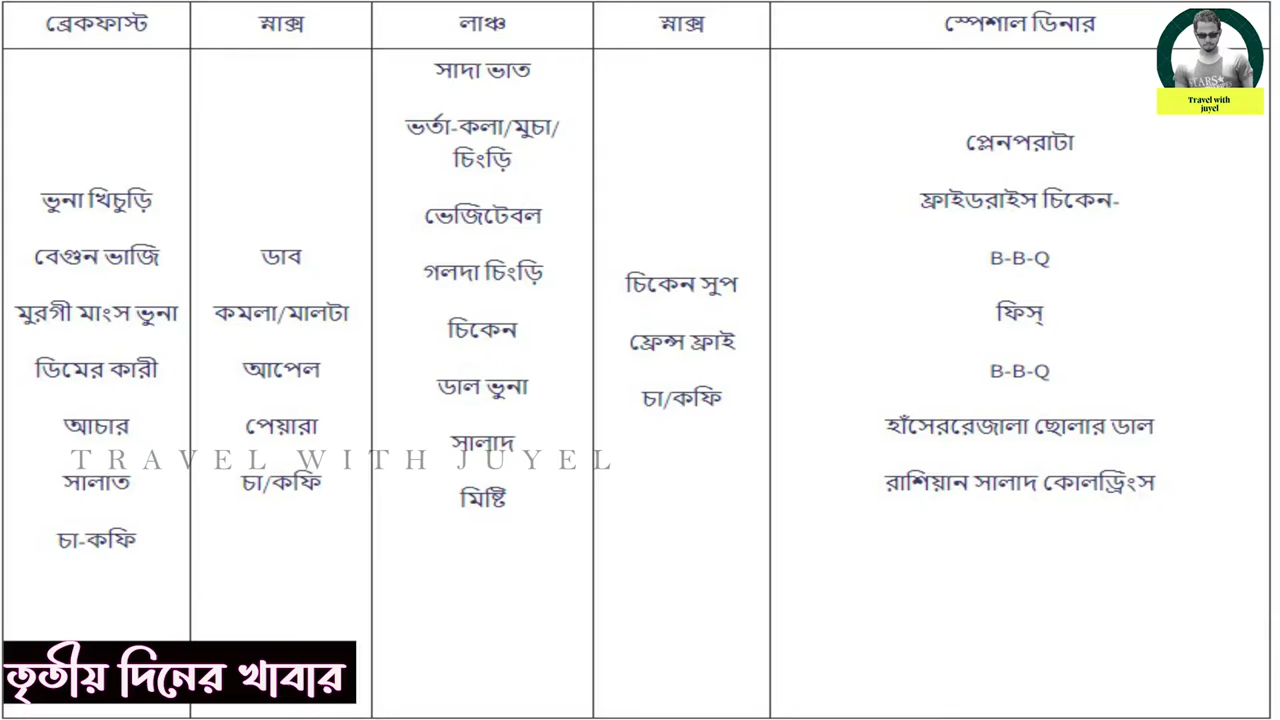 ব্রেকফাস্ট
স্নাক্স
লাঞ্চ
স্নাক্স
স্পেশাল ডিনার
ভুনা খিচুড়ি
বেগুন ভাজি
মুরগী মাংস ভুনা
ডিমের কারী
আচার
সালাত
চা-কফি
ডাব
কমলা/মালটা
আপেল
পেয়ারা
চা/কফি
সাদা ভাত
ভর্তা-কলা/মুচা/
চিংড়ি
ভেজিটেবল
গলদা চিংড়ি
চিকেন
ডাল ভুনা
সালাদ
মিষ্টি
চিকেন সুপ
ফ্রেন্স ফ্রাই
চা/কফি
প্লেনপরাটা
ফ্রাইডরাইস চিকেন-
B-B-Q
ফিস্
B-B-Q
হাঁসেররেজালা ছোলার ডাল
রাশিয়ান সালাদ কোলড্রিংস
STARS
Travel with
juyel
TRAVEL WITH JUYEL
তৃতীয় দিনের খাবার